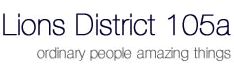 Lions District 105a
ordinary people amazing things